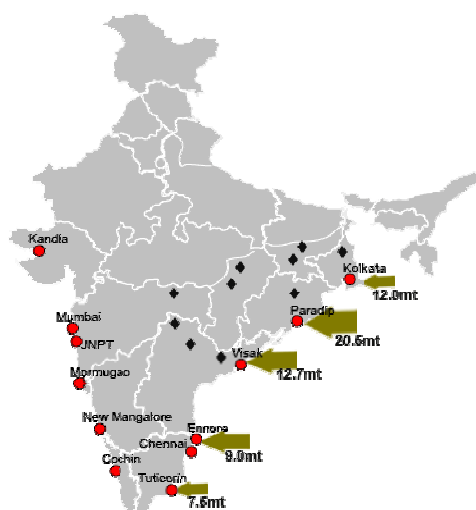 Kandla
Kolkata
12.0mt
Paradip
20.5mt
Mumbai
JNPT
Visak
12.7mt
Mormugao
New Mangalore
Ennore
Chennai
9.0mt
Cochin
Tuticorin
7.5mt